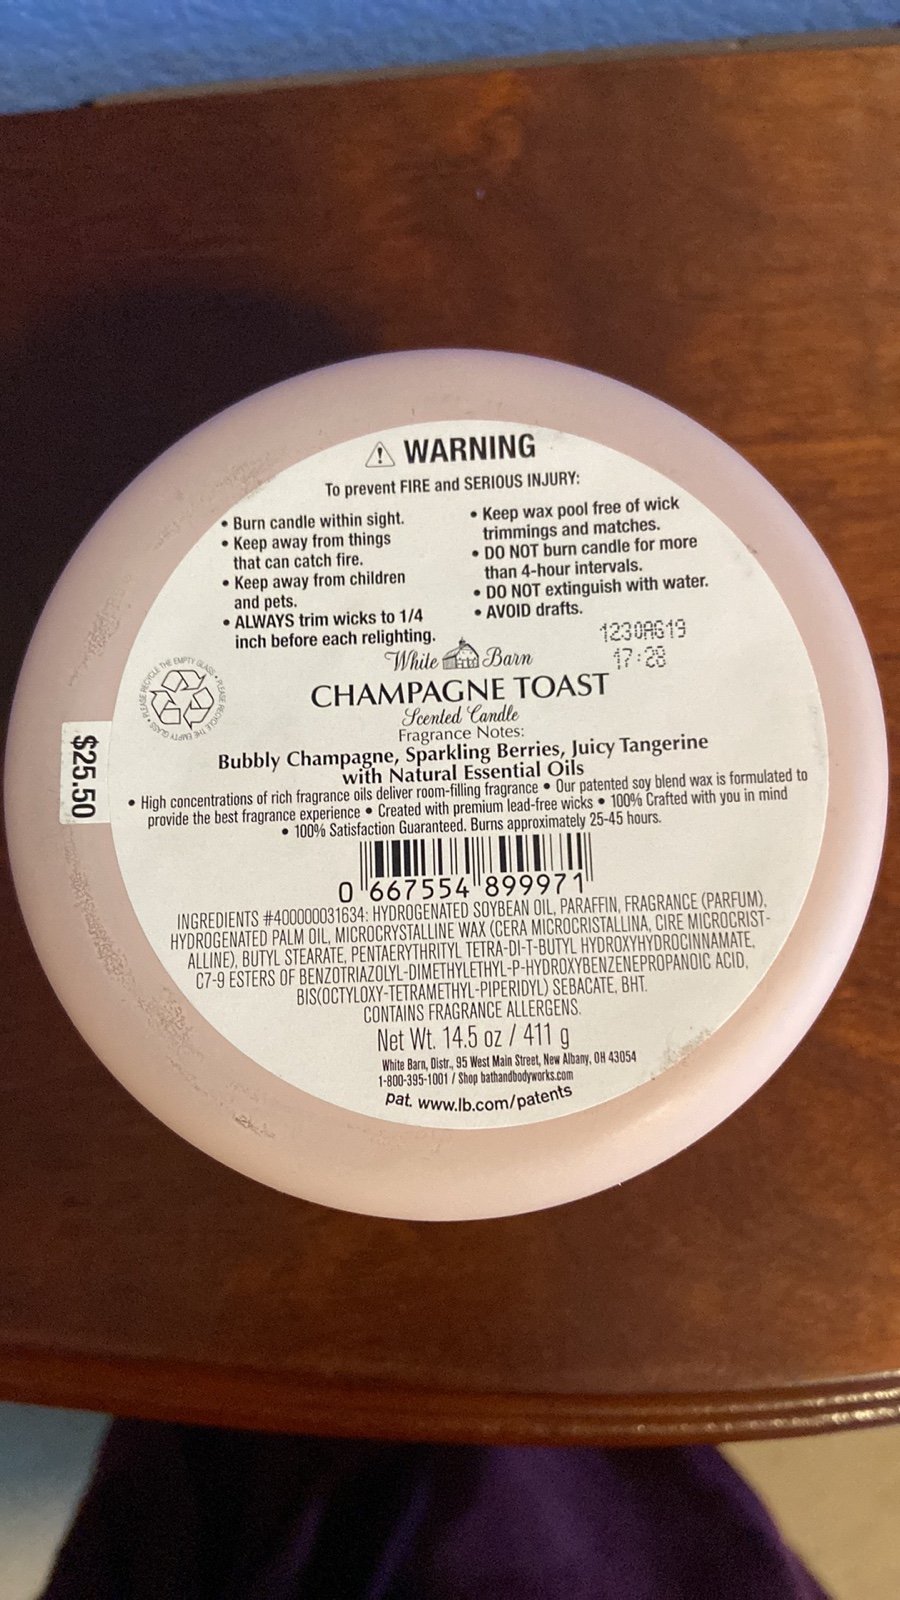 WARNING
To prevent FIRE and SERIOUS INJURY:
• Burn candle within sight.
• Keep away from things
that can catch fire.
• Keep away from children
and pets.
• ALWAYS trim wicks to 1/4
inch before each relighting.
• Keep wax pool free of wick
trimmings and matches.
• DO NOT burn candle for more
than 4-hour intervals.
• DO NOT extinguish with water.
• AVOID drafts.
1230AG19
17:28
White Barn
CHAMPAGNE TOAST
Scented Candle
Fragrance Notes:
Bubbly Champagne, Sparkling Berries, Juicy Tangerine
with Natural Essential Oils
• High concentrations of rich fragrance oils deliver room-filling fragrance • Our patented soy blend wax is formulated to
provide the best fragrance experience • Created with premium lead-free wicks • 100% Crafted with you in mind
• 100% Satisfaction Guaranteed. Burns approximately 25-45 hours.
PLEASE RECYCLE THE EMPTY GLASS • PLEASE RECYCLE THE EMPTY GLASS •
$25.50
0 667554 899971
INGREDIENTS #400000031634: HYDROGENATED SOYBEAN OIL, PARAFFIN, FRAGRANCE (PARFUM),
HYDROGENATED PALM OIL, MICROCRYSTALLINE WAX (CERA MICROCRISTALLINA, CIRE MICROCRIST-
ALLINE), BUTYL STEARATE, PENTAERYTHRITYL TETRA-DI-T-BUTYL HYDROXYHYDROCINNAMATE,
C7-9 ESTERS OF BENZOTRIAZOLYL-DIMETHYLETHYL-P-HYDROXYBENZENEPROPANOIC ACID,
BIS(OCTYLOXY-TETRAMETHYL-PIPERIDYL) SEBACATE, BHT.
CONTAINS FRAGRANCE ALLERGENS.
Net Wt. 14.5 oz / 411 g
White Barn, Distr., 95 West Main Street, New Albany, OH 43054
1-800-395-1001 / Shop bathandbodyworks.com
pat. www.lb.com/patents